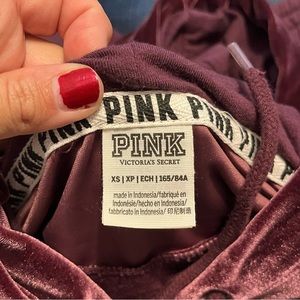 PINK PINK PINK PINK
PINK
VICTORIA'S SECRET
XS | XP | ECH | 165/84A
made in Indonesia/fabriqué en
Indonésie/hecho en Indonesia/
fabbricato in Indonesia/印尼制造